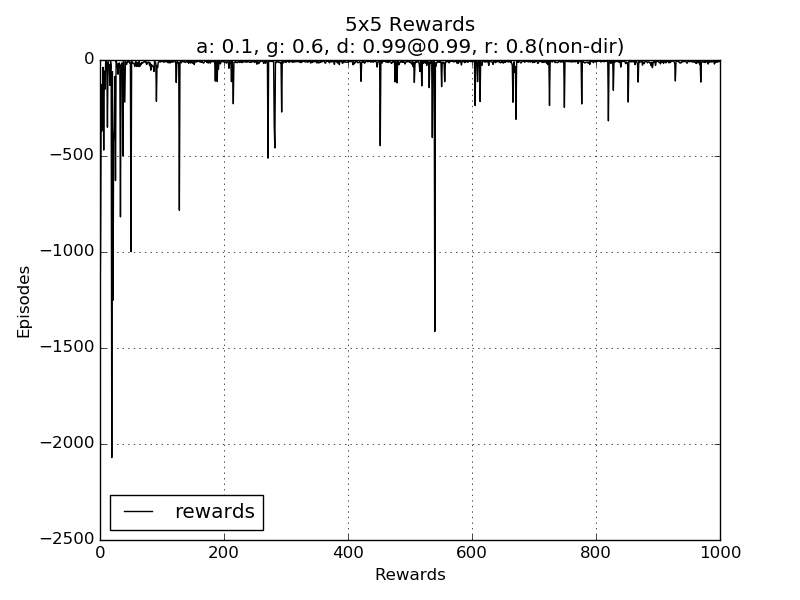 5x5 Rewards
a: 0.1, g: 0.6, d: 0.99@0.99, r: 0.8(non-dir)
0
−500
−1000
−1500
−2000
−2500
Episodes
rewards
0 200 400 600 800 1000
Rewards